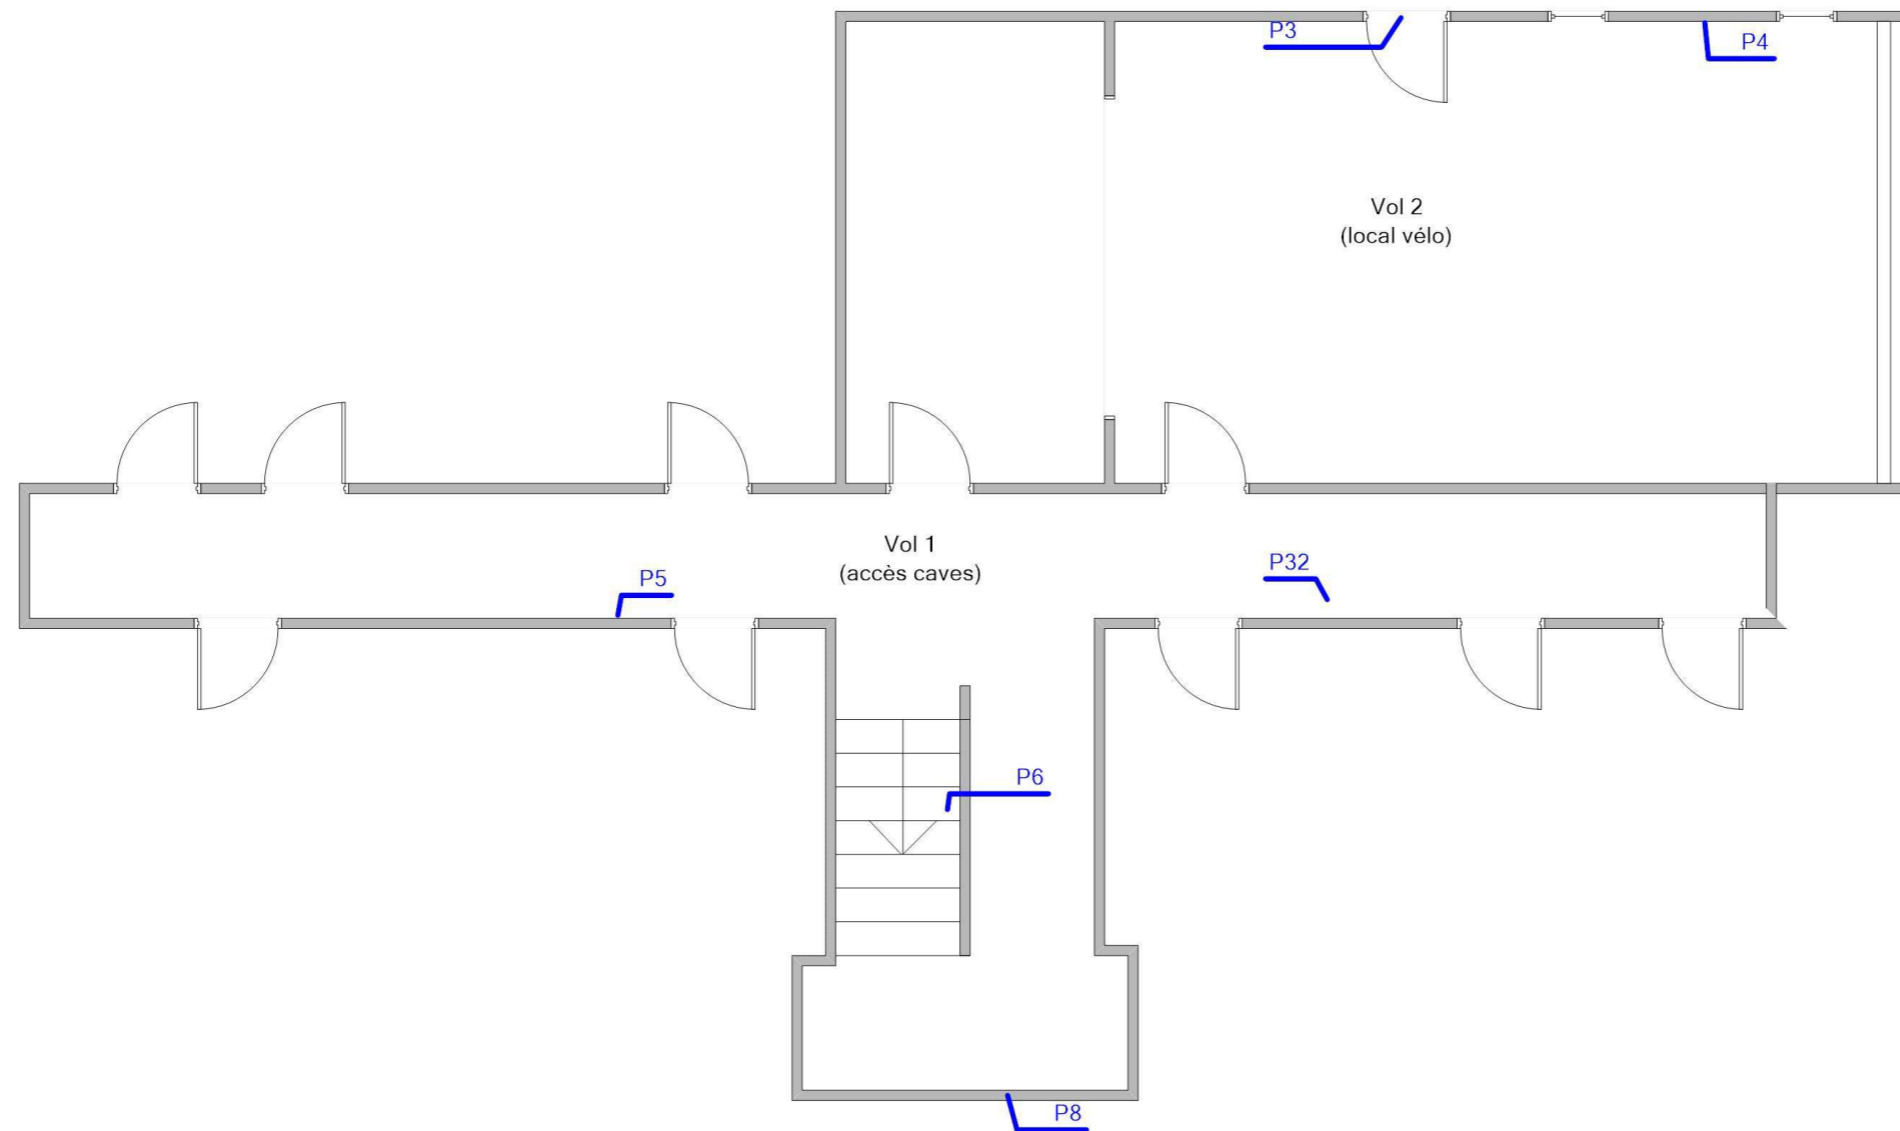 P3
P4
Vol 2
(local vélo)
Vol 1
(accès caves)
P32
P5
P6
P8